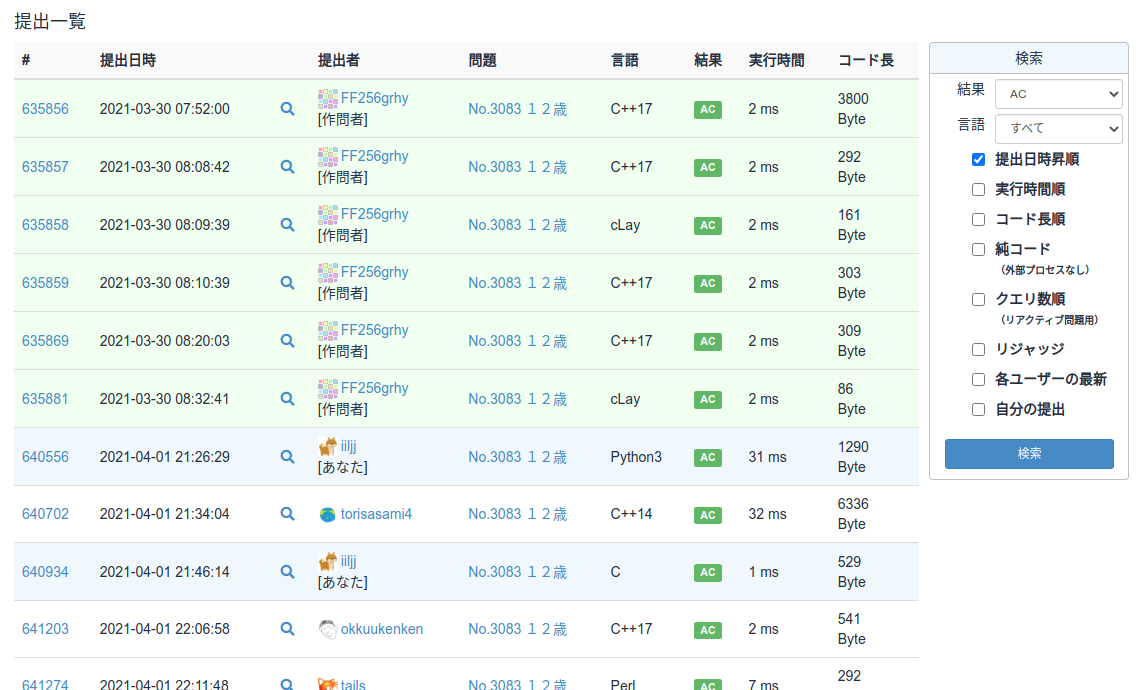 提出一覧
# 提出日時 提出者 問題 言語 結果 実行時間 コード長
635856 2021-03-30 07:52:00 FF256grhy [作問者] No.3083 １２歳 C++17 AC 2 ms 3800 Byte
635857 2021-03-30 08:08:42 FF256grhy [作問者] No.3083 １２歳 C++17 AC 2 ms 292 Byte
635858 2021-03-30 08:09:39 FF256grhy [作問者] No.3083 １２歳 cLay AC 2 ms 161 Byte
635859 2021-03-30 08:10:39 FF256grhy [作問者] No.3083 １２歳 C++17 AC 2 ms 303 Byte
635869 2021-03-30 08:20:03 FF256grhy [作問者] No.3083 １２歳 C++17 AC 2 ms 309 Byte
635881 2021-03-30 08:32:41 FF256grhy [作問者] No.3083 １２歳 cLay AC 2 ms 86 Byte
640556 2021-04-01 21:26:29 iiljj [あなた] No.3083 １２歳 Python3 AC 31 ms 1290 Byte
640702 2021-04-01 21:34:04 torisasami4 No.3083 １２歳 C++14 AC 32 ms 6336 Byte
640934 2021-04-01 21:46:14 iiljj [あなた] No.3083 １２歳 C AC 1 ms 529 Byte
641203 2021-04-01 22:06:58 okkuukenken No.3083 １２歳 C++17 AC 2 ms 541 Byte
641274 2021-04-01 22:11:48 tails No.3083 １２歳 Perl AC 7 ms 292
検索
結果 AC
言語 すべて
提出日時昇順
実行時間順
コード長順
純コード
（外部プロセスなし）
クエリ数順
（リアクティブ問題用）
リジャッジ
各ユーザーの最新
自分の提出
検索